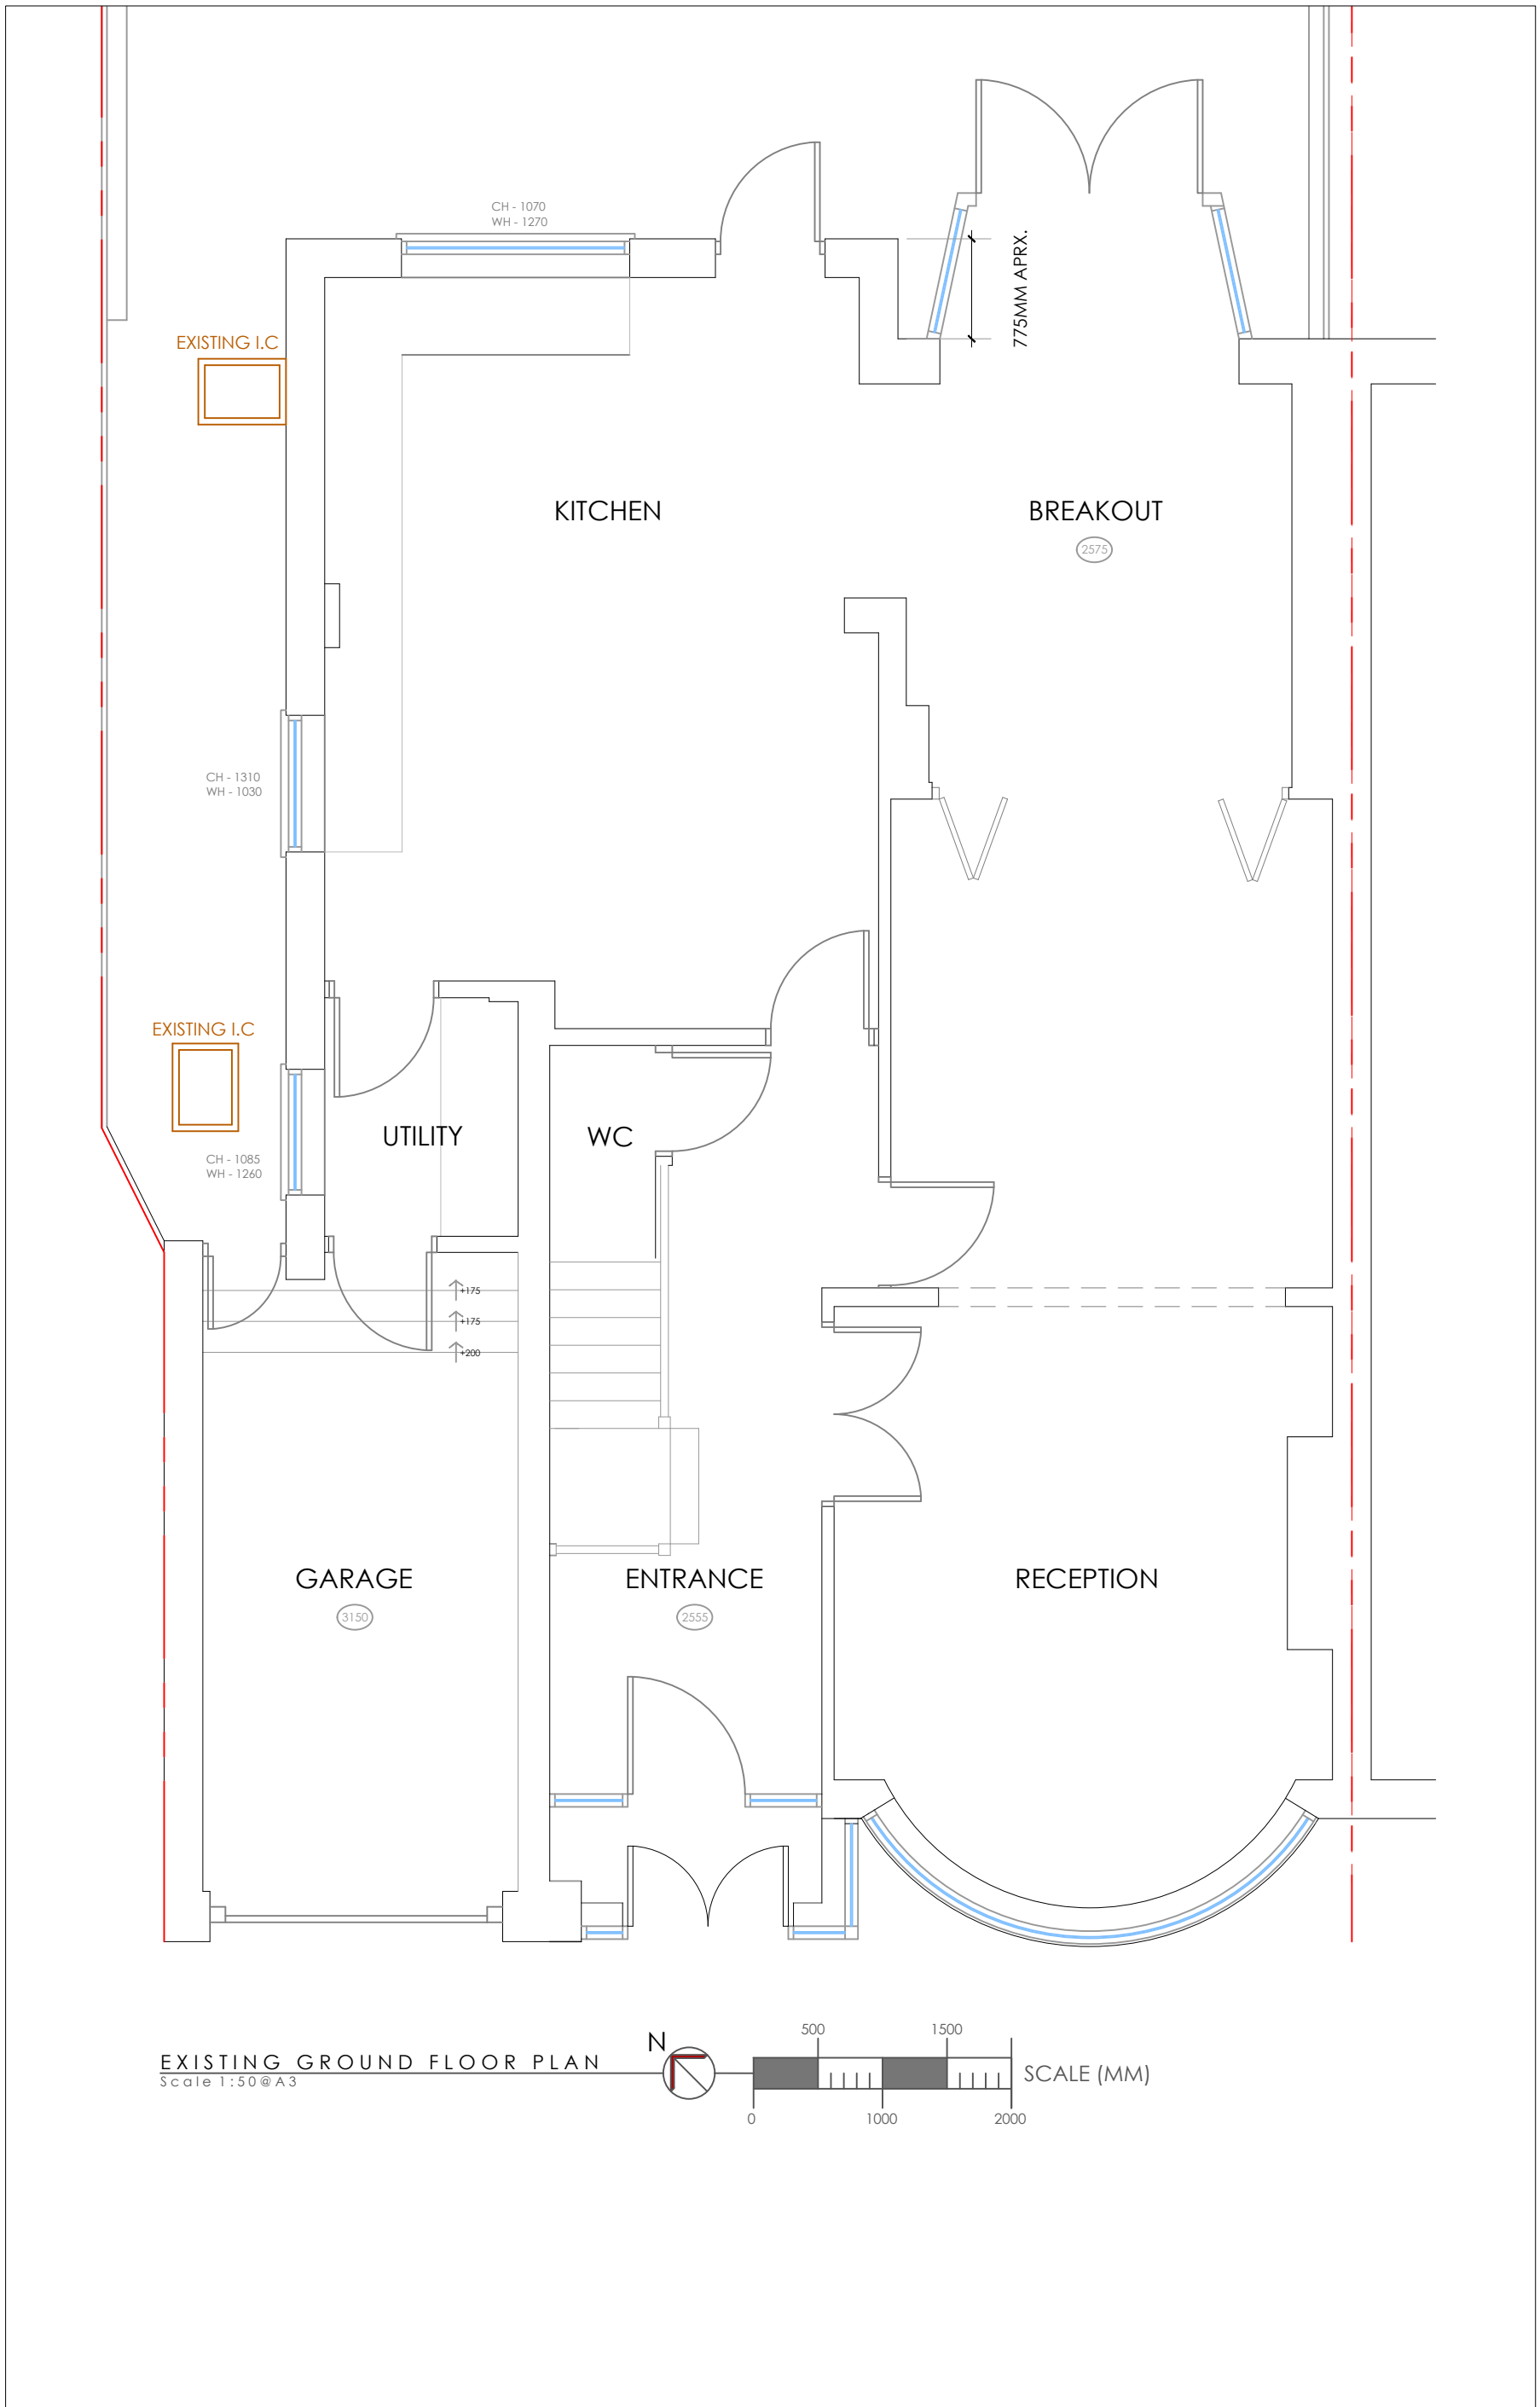 CH - 1070
WH - 1270
775MM APRX.
EXISTING I.C
KITCHEN
BREAKOUT
2575
CH - 1310
WH - 1030
EXISTING I.C
UTILITY
WC
CH - 1085
WH - 1260
+175
+175
+200
GARAGE
3150
ENTRANCE
2555
RECEPTION
EXISTING GROUND FLOOR PLAN
Scale 1:50@A3
N
500
1500
SCALE (MM)
0
1000
2000